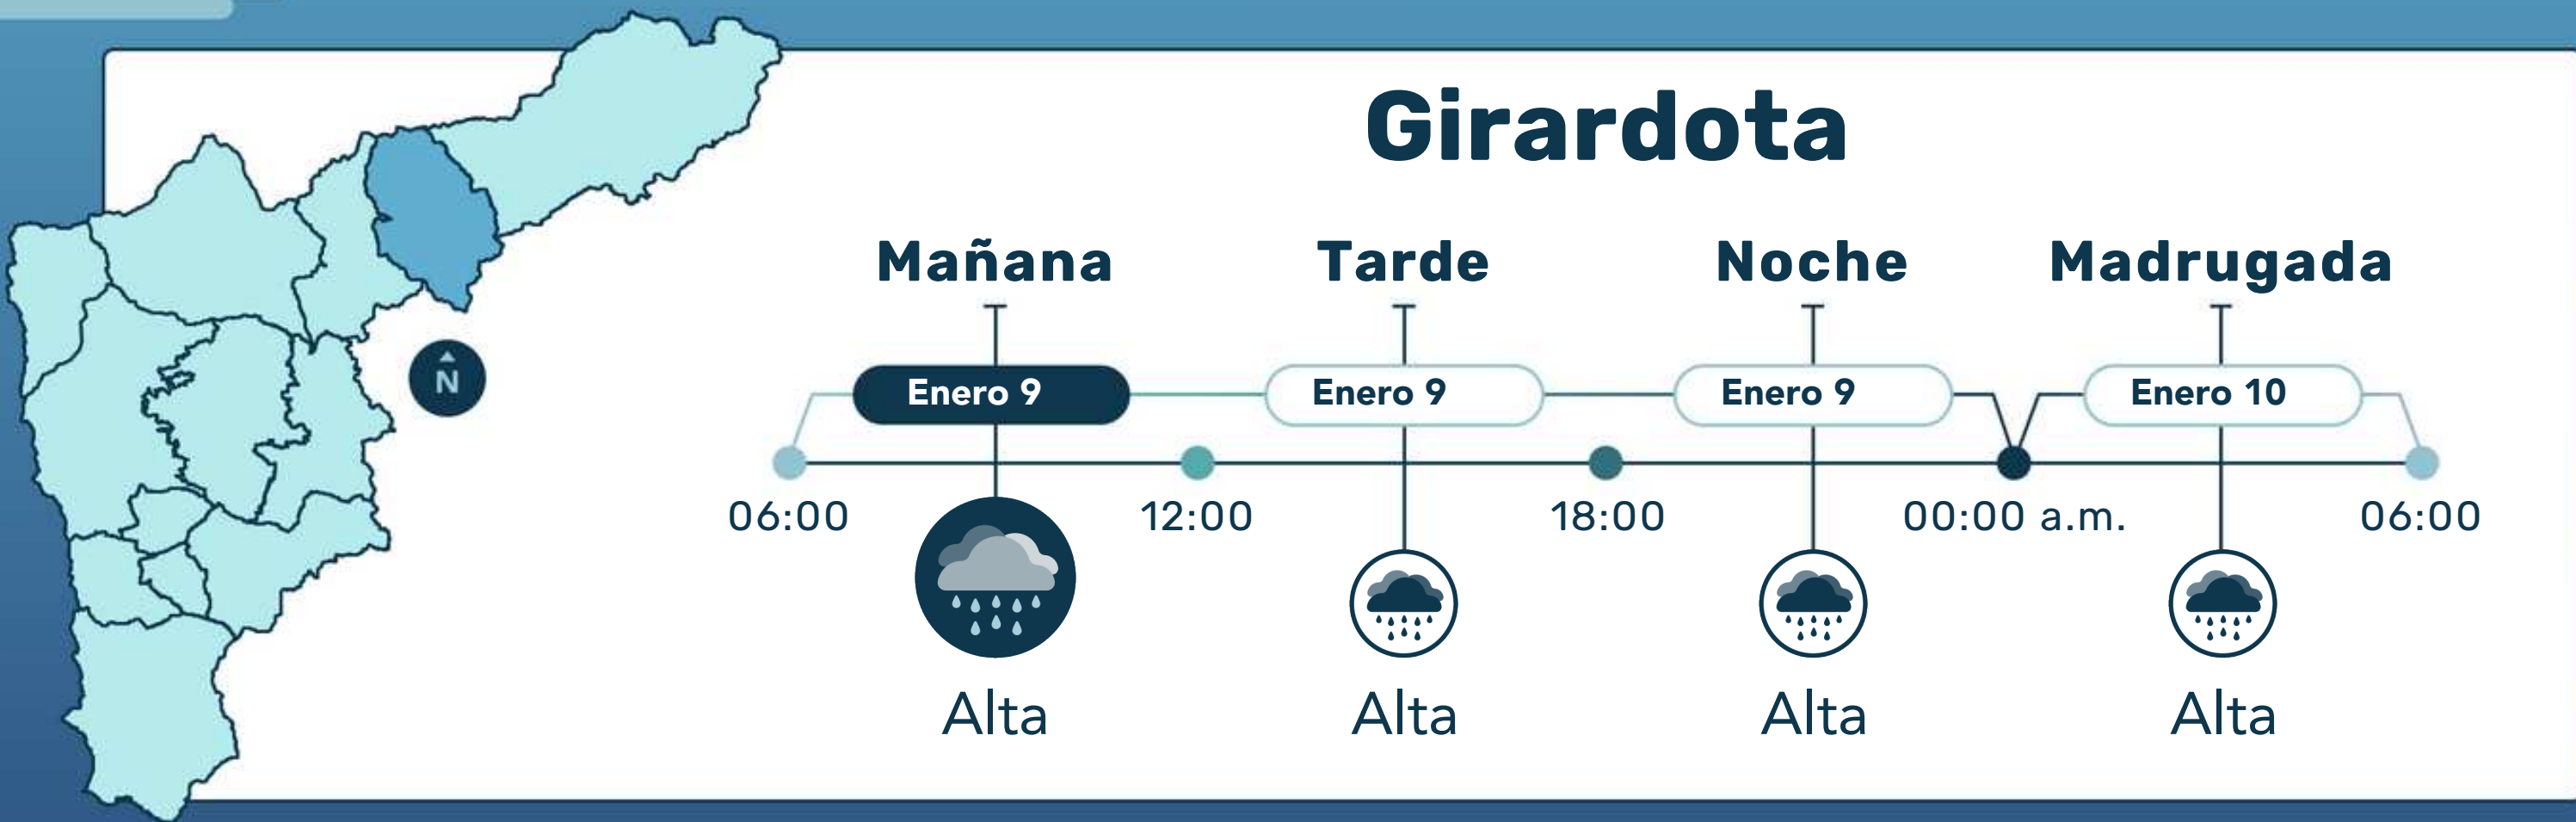 Girardota
Mañana Tarde Noche Madrugada
Enero 9 Enero 9 Enero 9 Enero 10
N
06:00 12:00 18:00 00:00 a.m. 06:00
Alta Alta Alta Alta